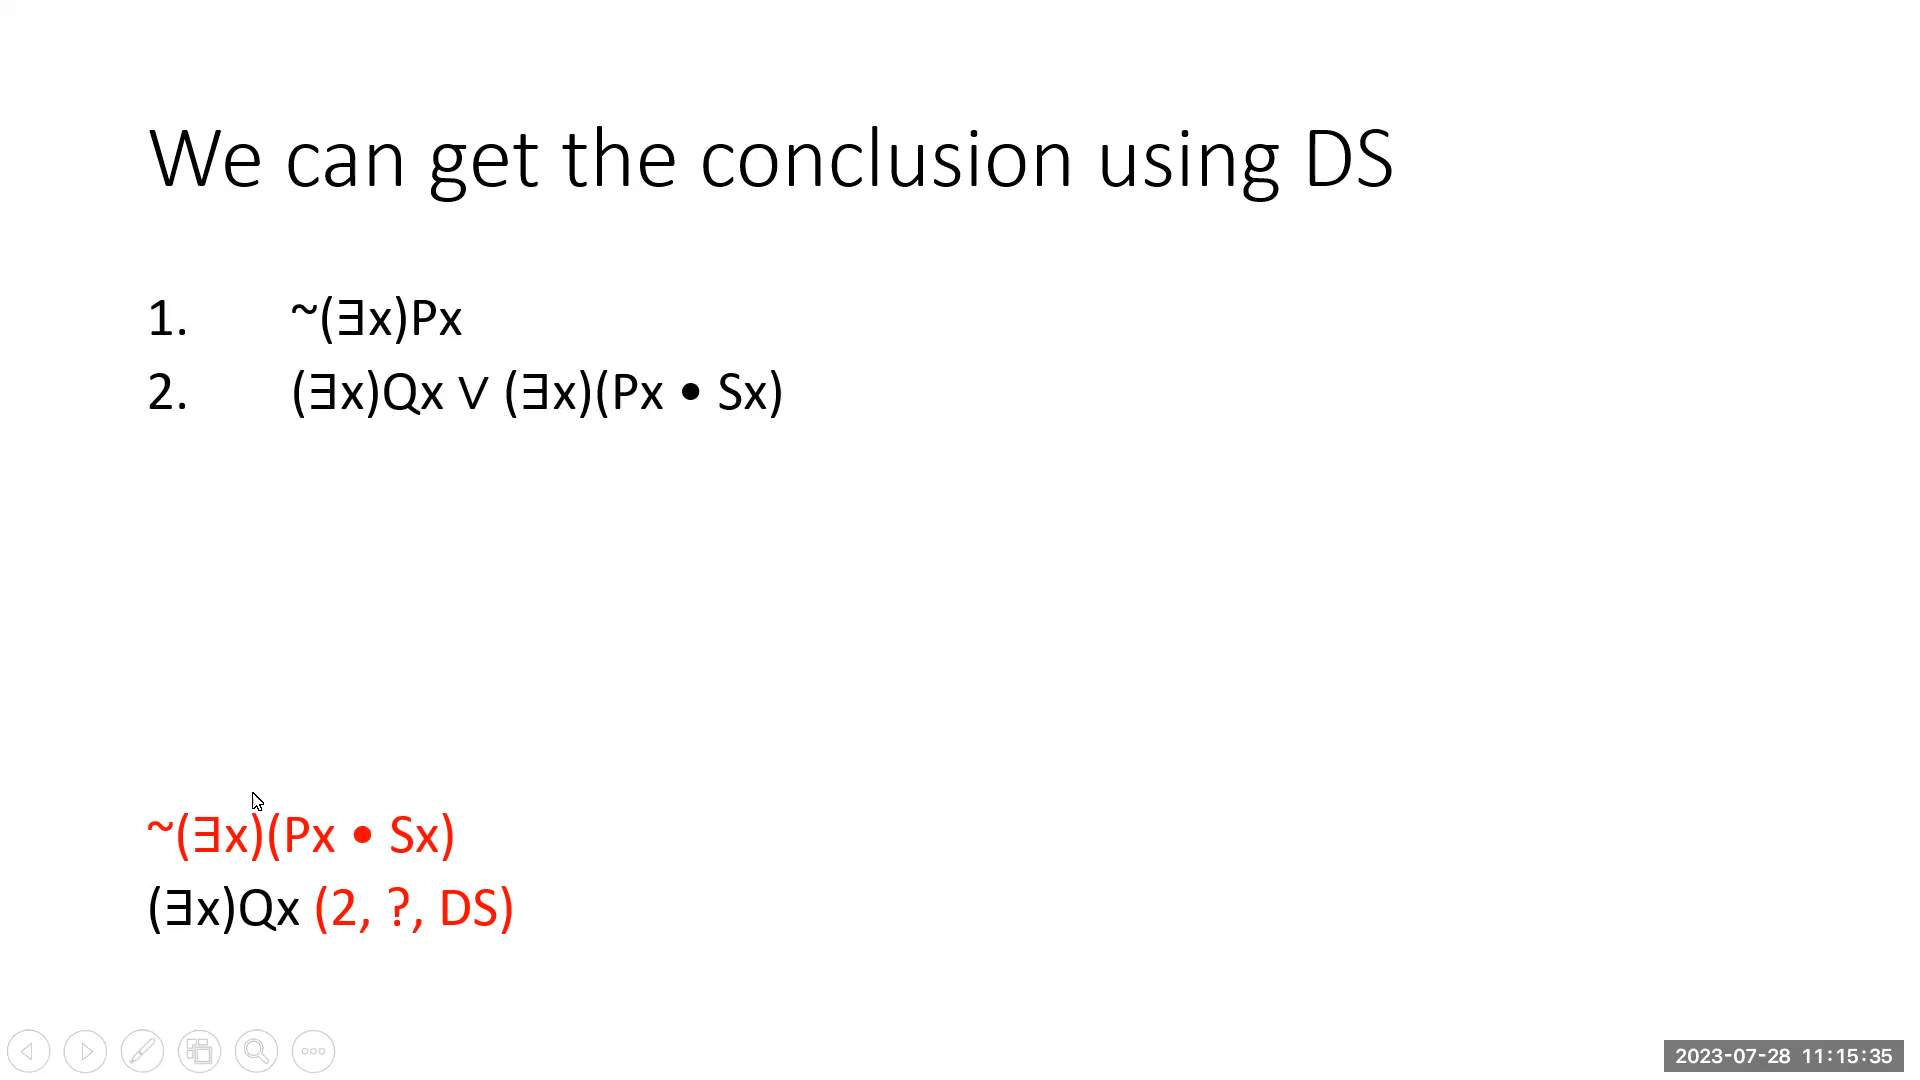 We can get the conclusion using DS
1. ~(∃x)Px
2. (∃x)Qx ∨ (∃x)(Px • Sx)
~(∃x)(Px • Sx)
(∃x)Qx (2, ?, DS)
2023-07-28 11:15:35